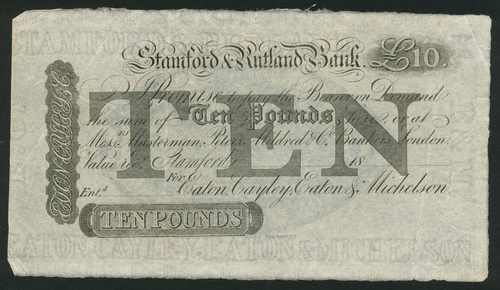 Stamford & Rutland Bank.
£10.
I Promise to pay the Bearer on Demand
the sum of Ten Pounds, here or at
Messrs Masterman, Peters, Mildred & Co. Bankers London.
Value recd. Stamford 18
For
Eaton, Cayley, Eaton & Michelson.
Entd.
TEN
TEN POUNDS